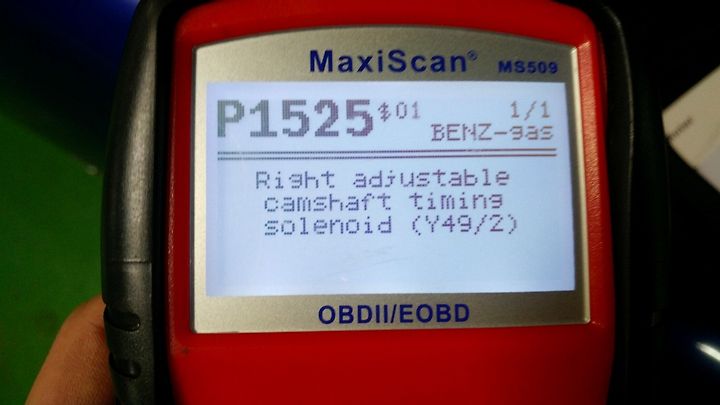 MaxiScan® MS509
P1525 $01 1/1
BENZ-gas
Right adjustable
camshaft timing
solenoid (Y49/2)
OBDII/EOBD